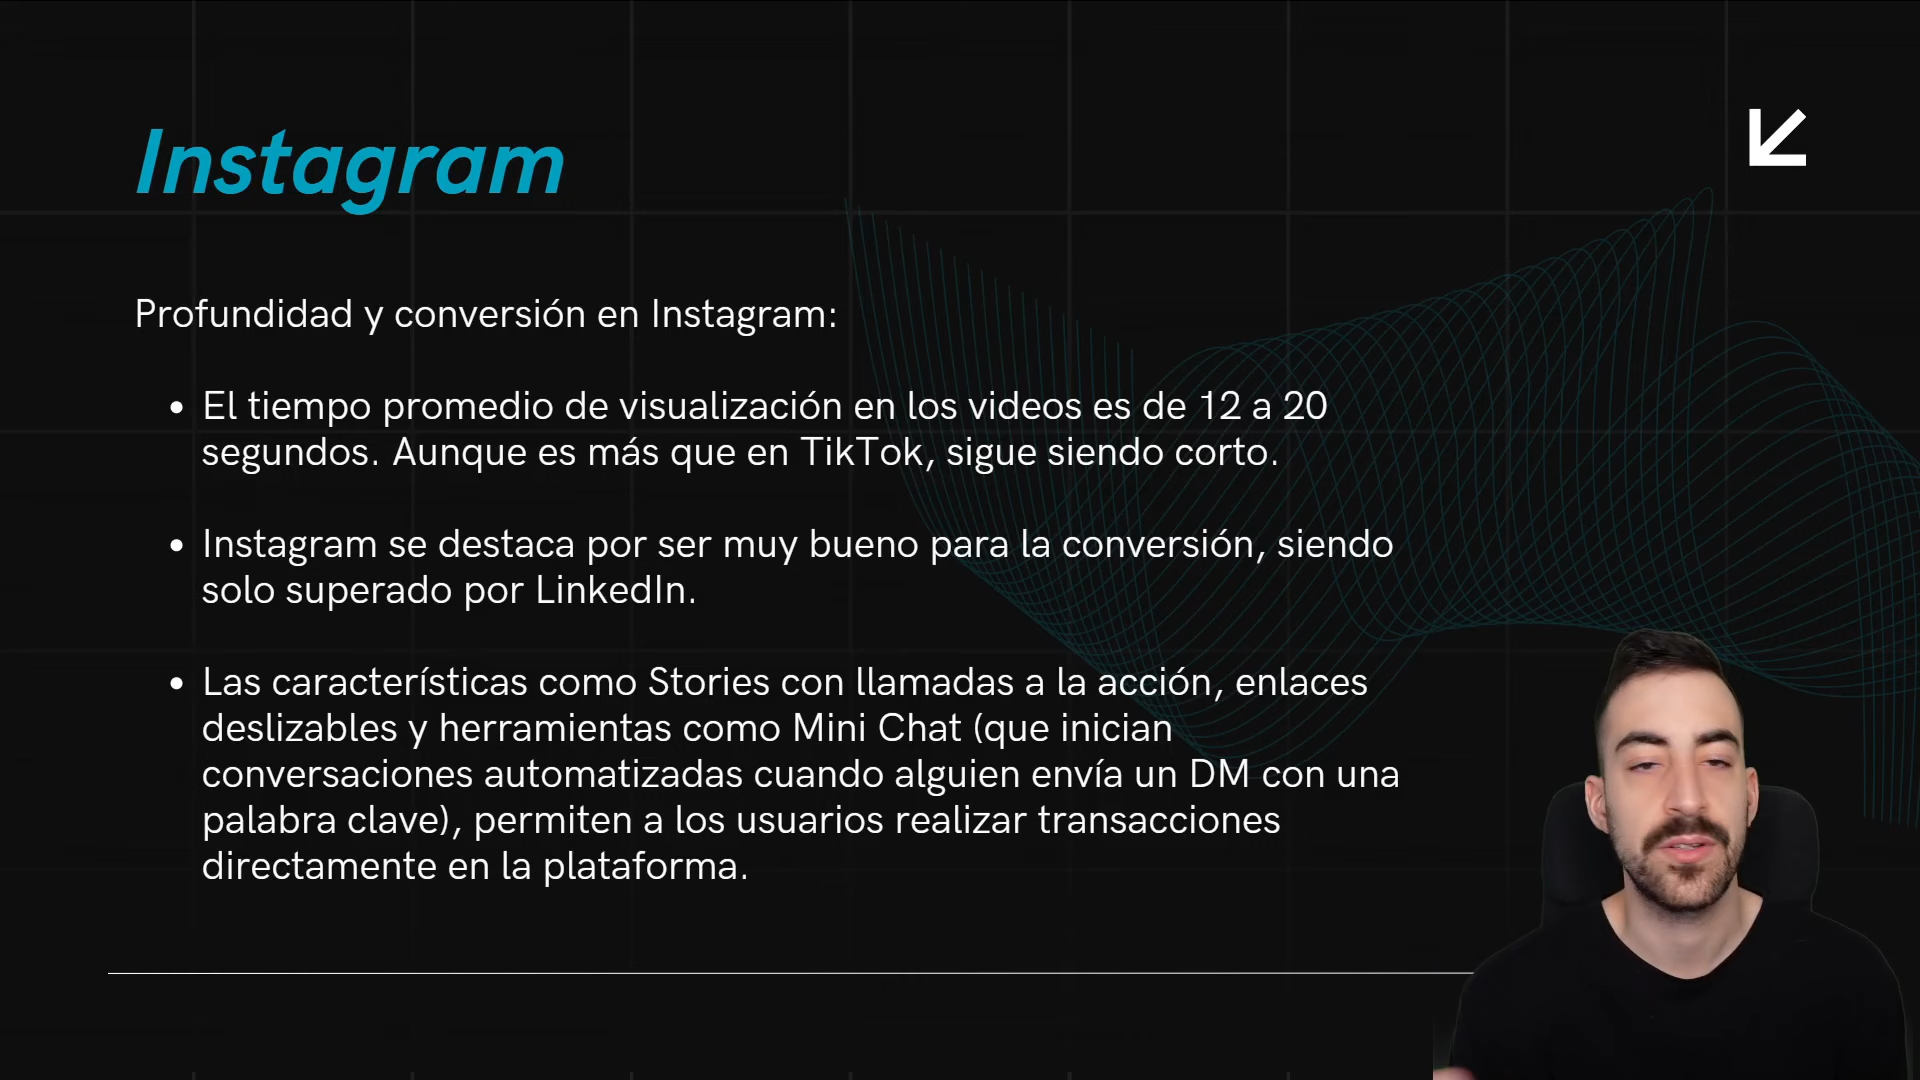 Instagram
Profundidad y conversión en Instagram:
• El tiempo promedio de visualización en los videos es de 12 a 20
segundos. Aunque es más que en TikTok, sigue siendo corto.
• Instagram se destaca por ser muy bueno para la conversión, siendo
solo superado por LinkedIn.
• Las características como Stories con llamadas a la acción, enlaces
deslizables y herramientas como Mini Chat (que inician
conversaciones automatizadas cuando alguien envía un DM con una
palabra clave), permiten a los usuarios realizar transacciones
directamente en la plataforma.